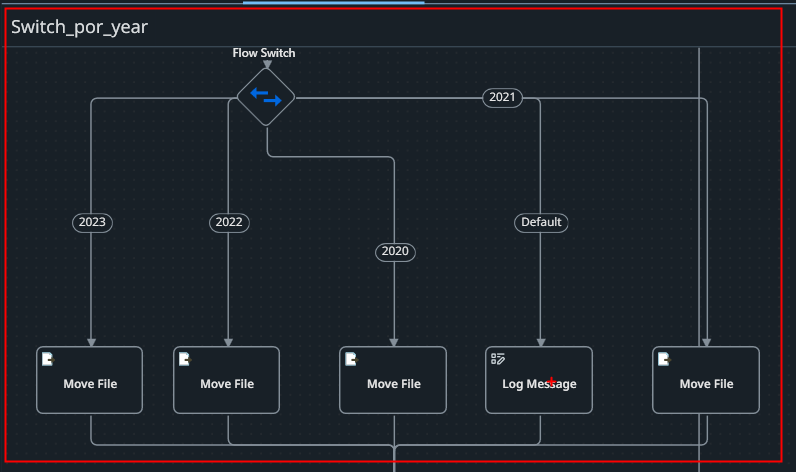 Switch_por_year
Flow Switch
2021
2023
2022
Default
2020
Move File
Move File
Move File
Log Message
Move File